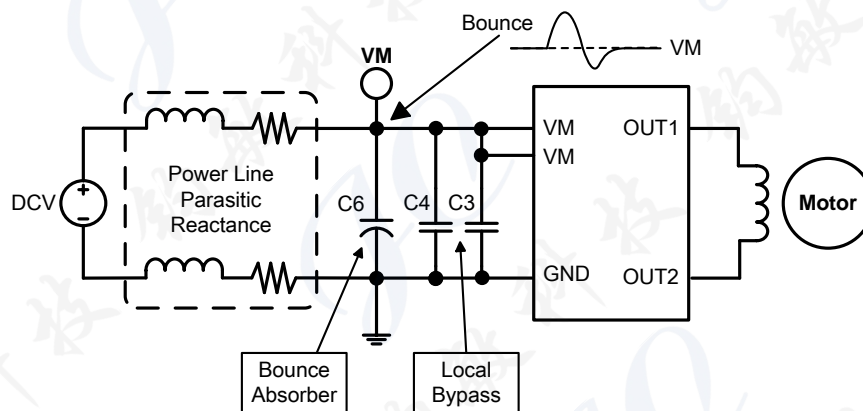 Bounce
VM
VM
DCV
Power Line
Parasitic
Reactance
C6
C4
C3
VM
VM
GND
OUT1
OUT2
Motor
Bounce
Absorber
Local
Bypass